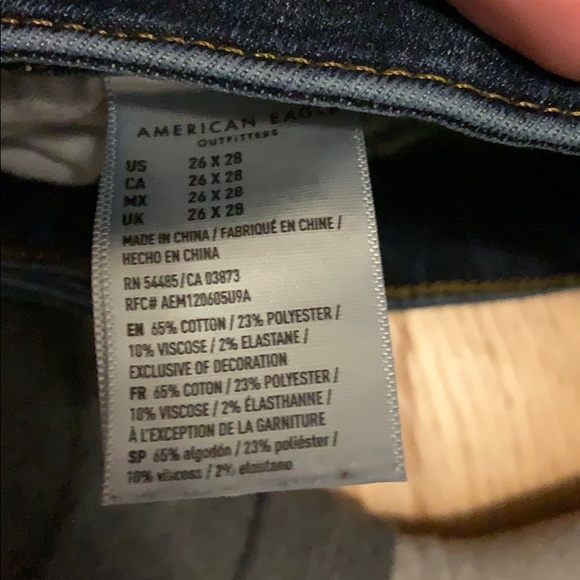 AMERICAN EAGLE
OUTFITTERS
US 26 X 28
CA 26 X 28
MX 26 X 28
UK 26 X 28
MADE IN CHINA / FABRIQUÉ EN CHINE /
HECHO EN CHINA
RN 54485 / CA 03873
RFC# AEM120605U9A
EN 65% COTTON / 23% POLYESTER /
10% VISCOSE / 2% ELASTANE /
EXCLUSIVE OF DECORATION
FR 65% COTON / 23% POLYESTER /
10% VISCOSE / 2% ÉLASTHANNE /
À L'EXCEPTION DE LA GARNITURE
SP 65% algodón / 23% poliéster /
10% viscosa / 2% elastano